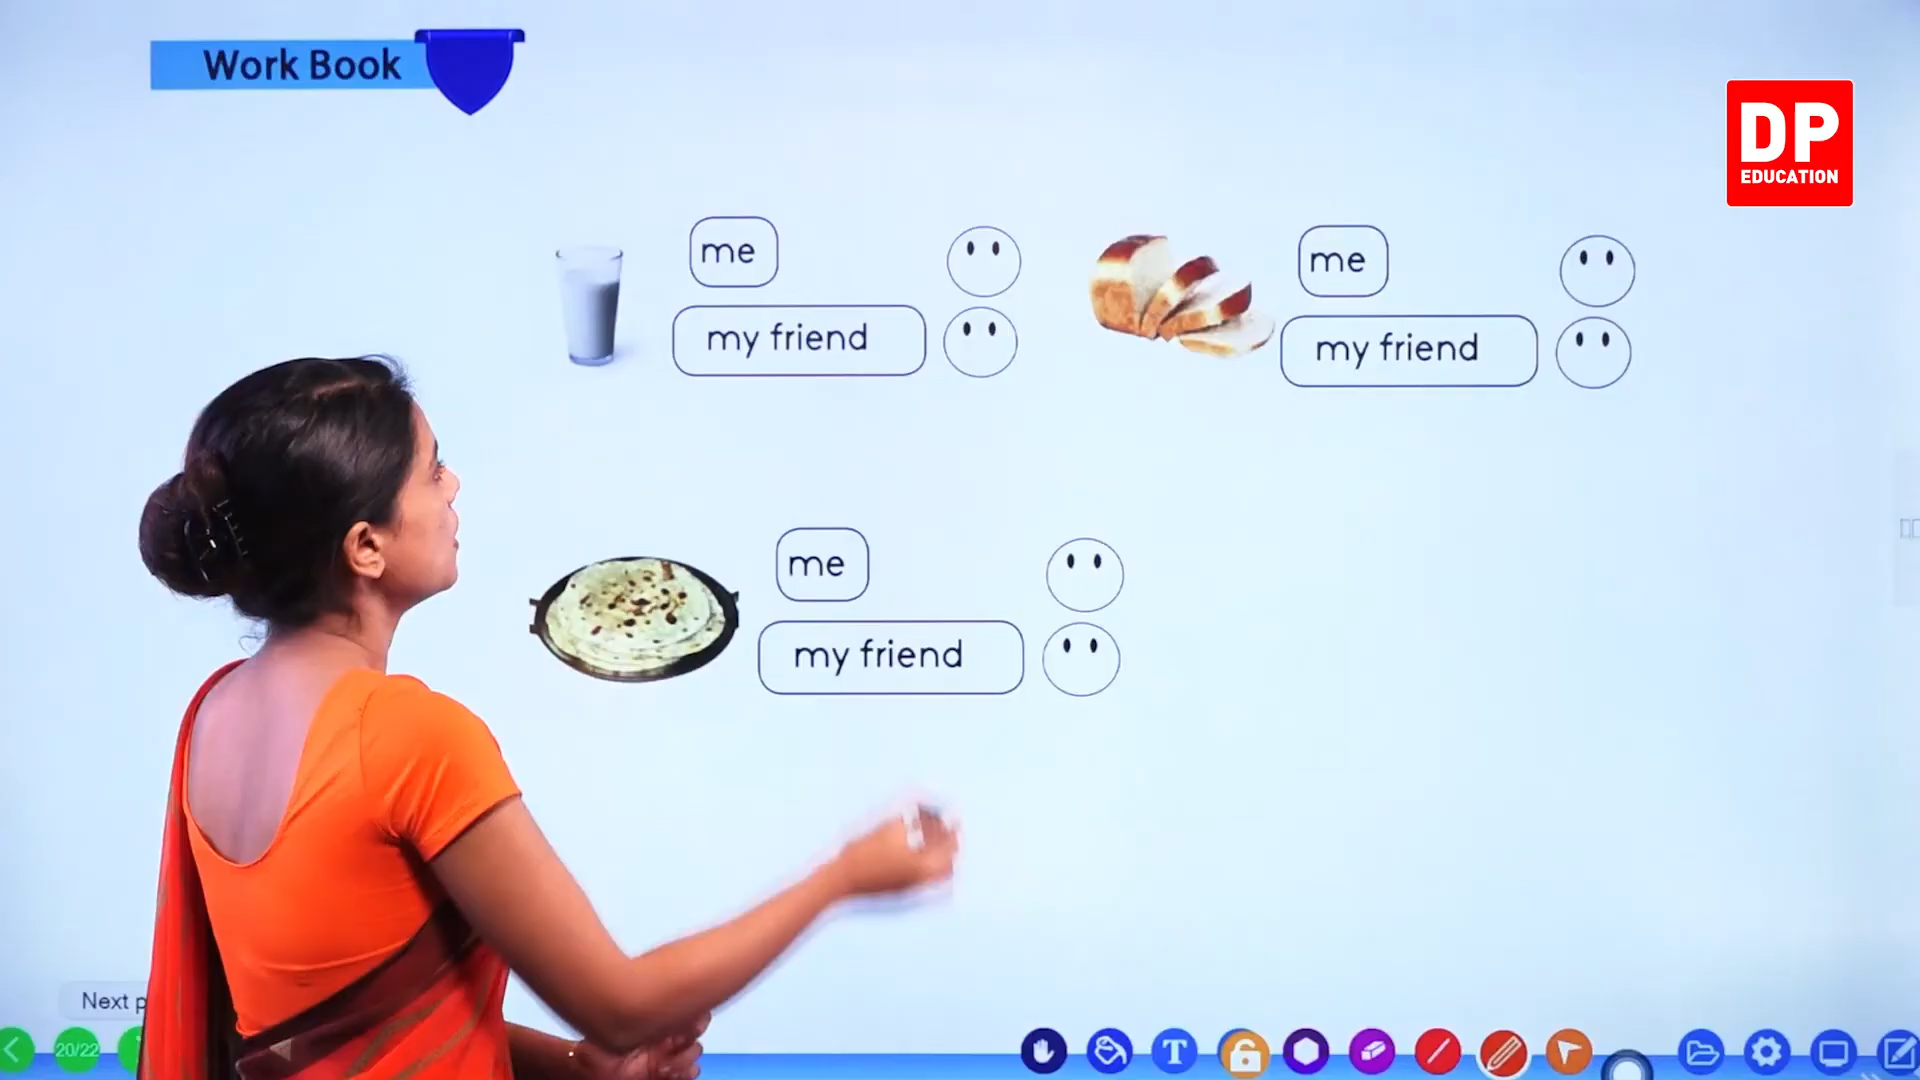 Work Book
DP
EDUCATION
me
my friend
me
my friend
me
my friend
Next
20/22
T